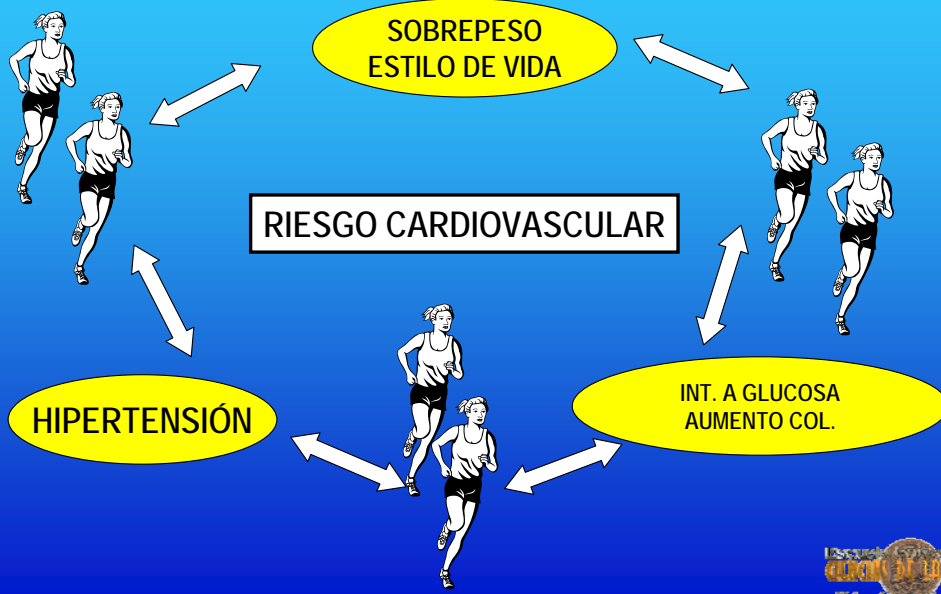 SOBREPESO
ESTILO DE VIDA
RIESGO CARDIOVASCULAR
HIPERTENSIÓN
INT. A GLUCOSA
AUMENTO COL.